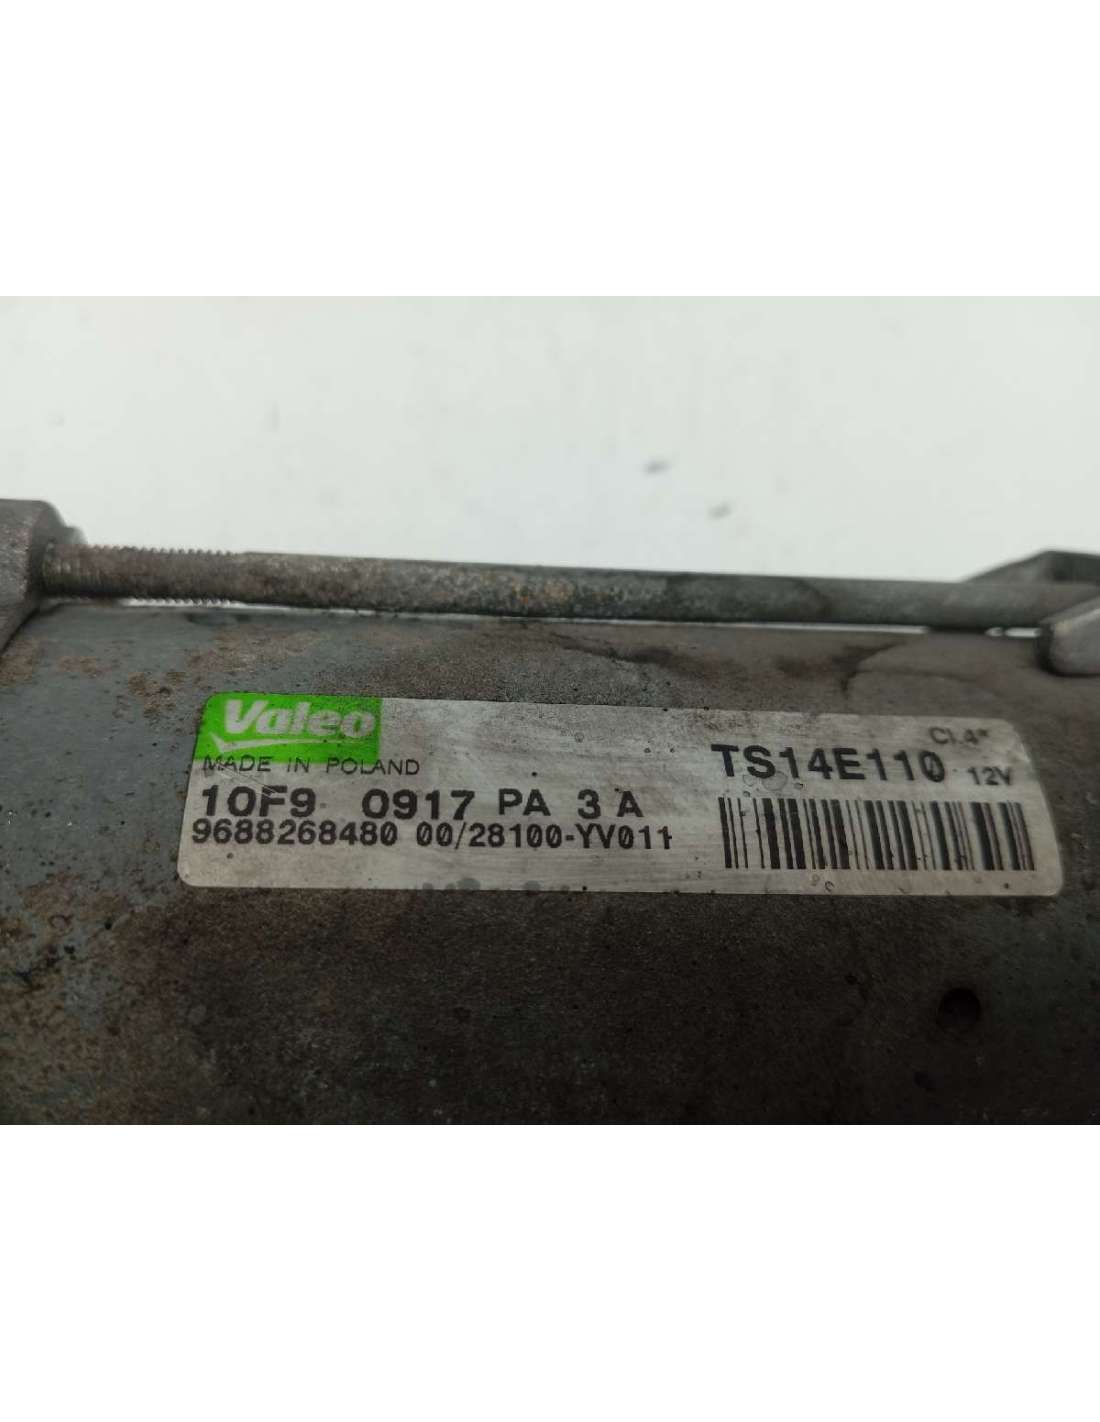 Valeo
MADE IN POLAND
10F9 0917 PA 3 A
9688268480 00/28100-YV011
Cl.4*
TS14E110 12V